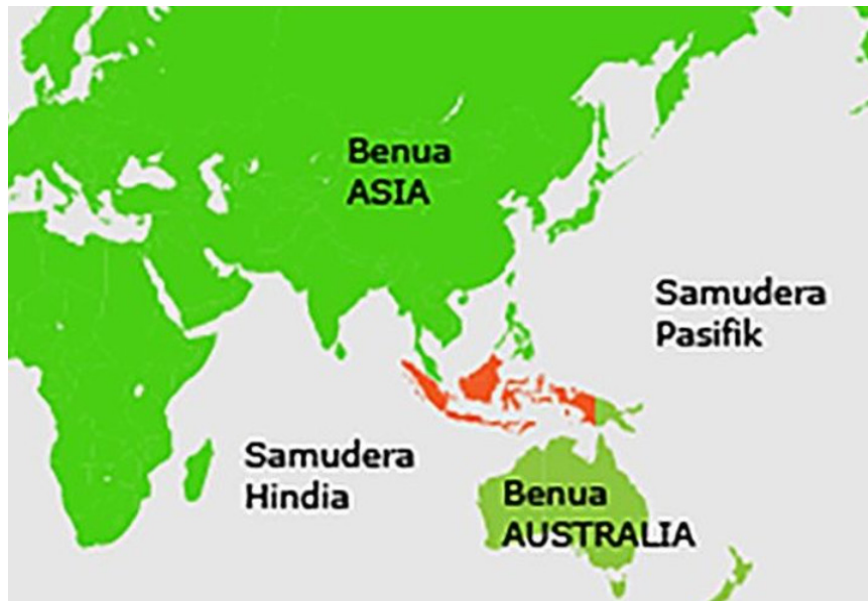 Benua
ASIA
Samudera
Pasifik
Samudera
Hindia
Benua
AUSTRALIA